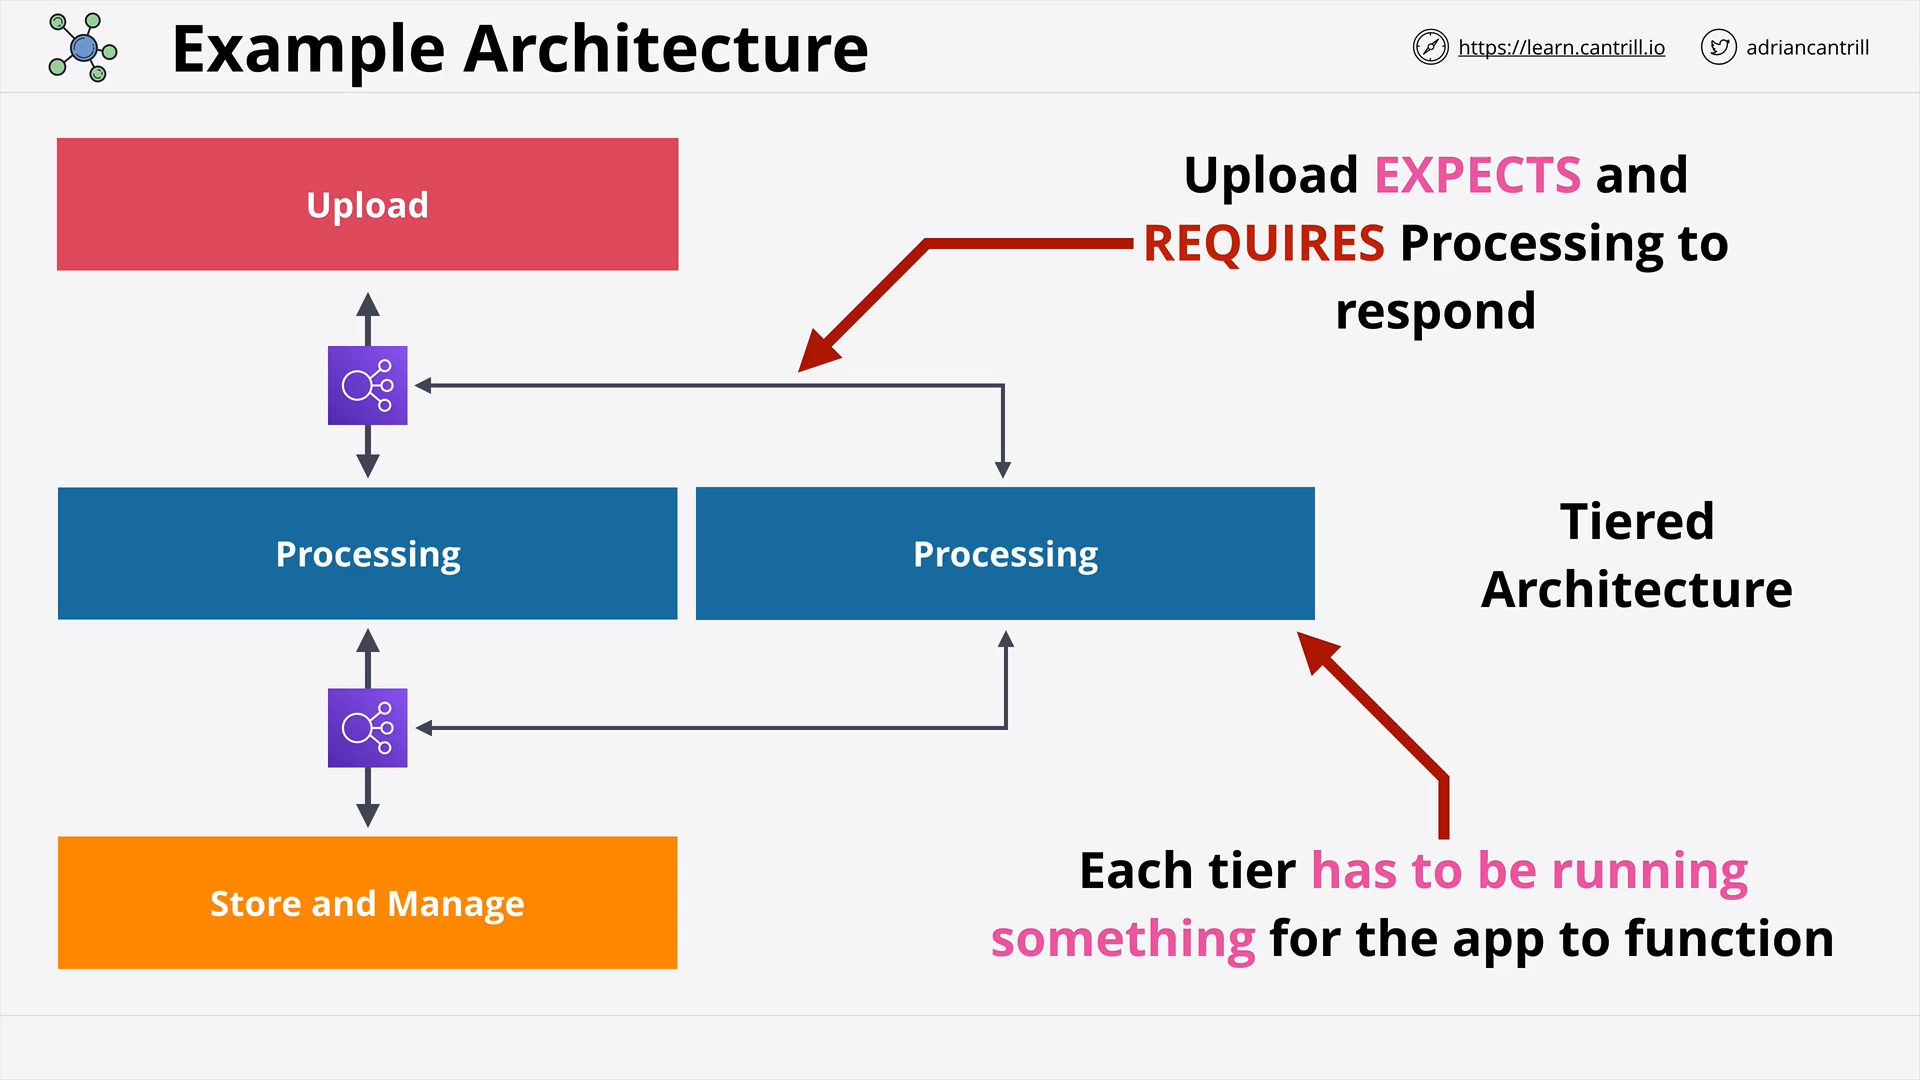 Example Architecture
https://learn.cantrill.io
adriancantrill
Upload
Upload EXPECTS and
REQUIRES Processing to
respond
Processing
Processing
Tiered
Architecture
Store and Manage
Each tier has to be running
something for the app to function